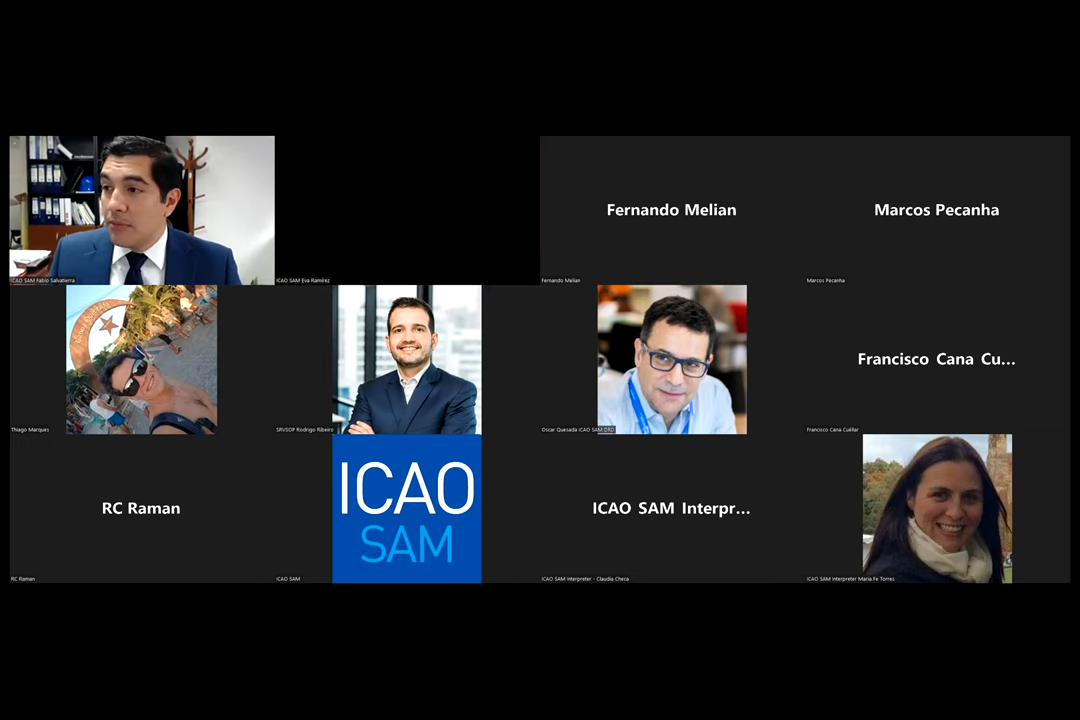 ICAO SAM Fabio Salvatierra
ICAO SAM Eva Ramírez
Fernando Melian
Fernando Melian
Marcos Pecanha
Marcos Pecanha
Thiago Marques
SRVSOP Rodrigo Ribeiro
Oscar Quesada ICAO SAM DRD
Francisco Cana Cu...
Francisco Cana Cuéllar
RC Raman
RC Raman
ICAO
SAM
ICAO SAM
ICAO SAM Interpr...
ICAO SAM Interpreter - Claudia Checa
ICAO SAM Interpreter Maria Fe Torres